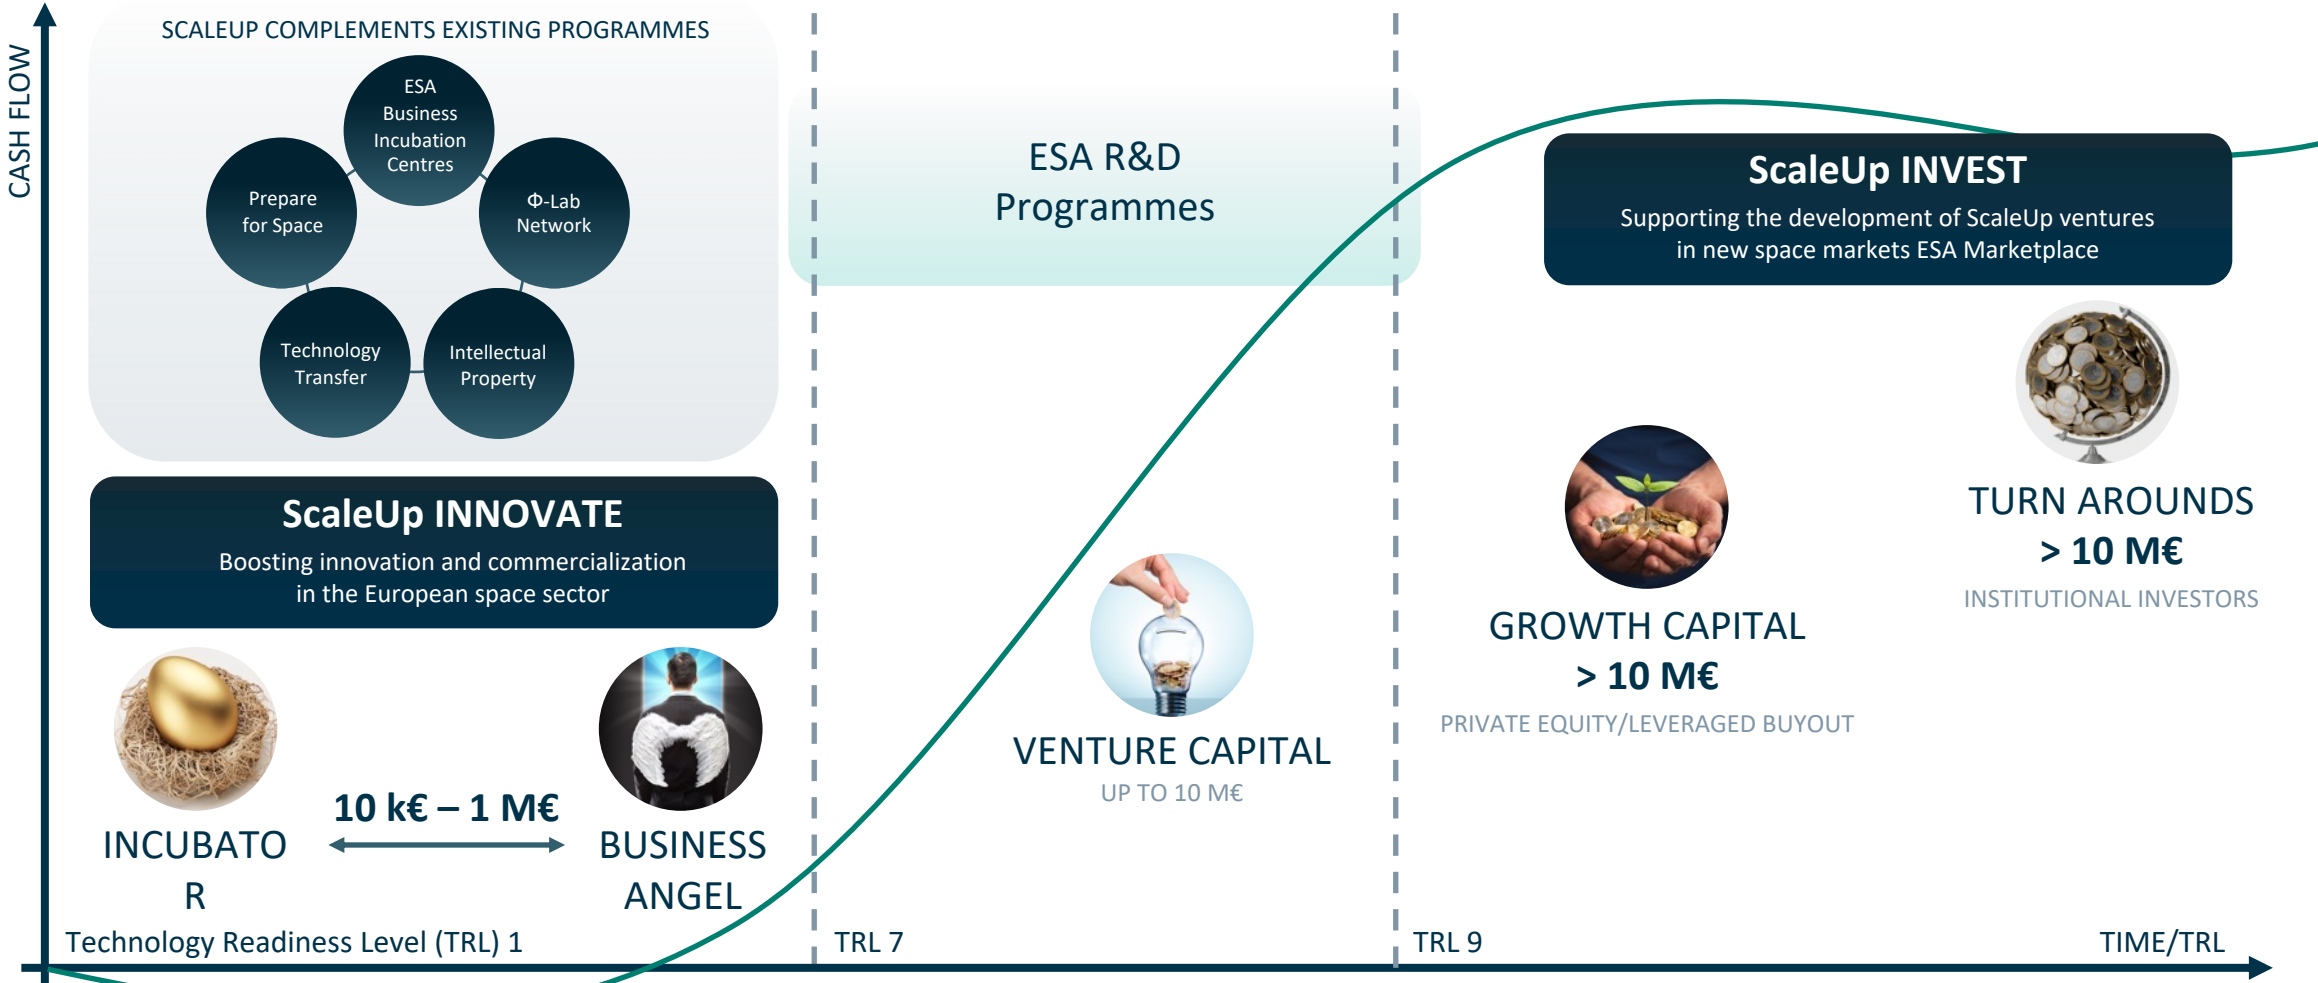 CASH FLOW
SCALEUP COMPLEMENTS EXISTING PROGRAMMES
ESA
Business
Incubation
Centres
Prepare
for Space
Φ-Lab
Network
Technology
Transfer
Intellectual
Property
ScaleUp INNOVATE
Boosting innovation and commercialization
in the European space sector
INCUBATO
R
10 k€ – 1 M€
BUSINESS
ANGEL
Technology Readiness Level (TRL) 1
ESA R&D
Programmes
VENTURE CAPITAL
UP TO 10 M€
TRL 7
ScaleUp INVEST
Supporting the development of ScaleUp ventures
in new space markets ESA Marketplace
GROWTH CAPITAL
> 10 M€
PRIVATE EQUITY/LEVERAGED BUYOUT
TURN AROUNDS
> 10 M€
INSTITUTIONAL INVESTORS
TRL 9
TIME/TRL